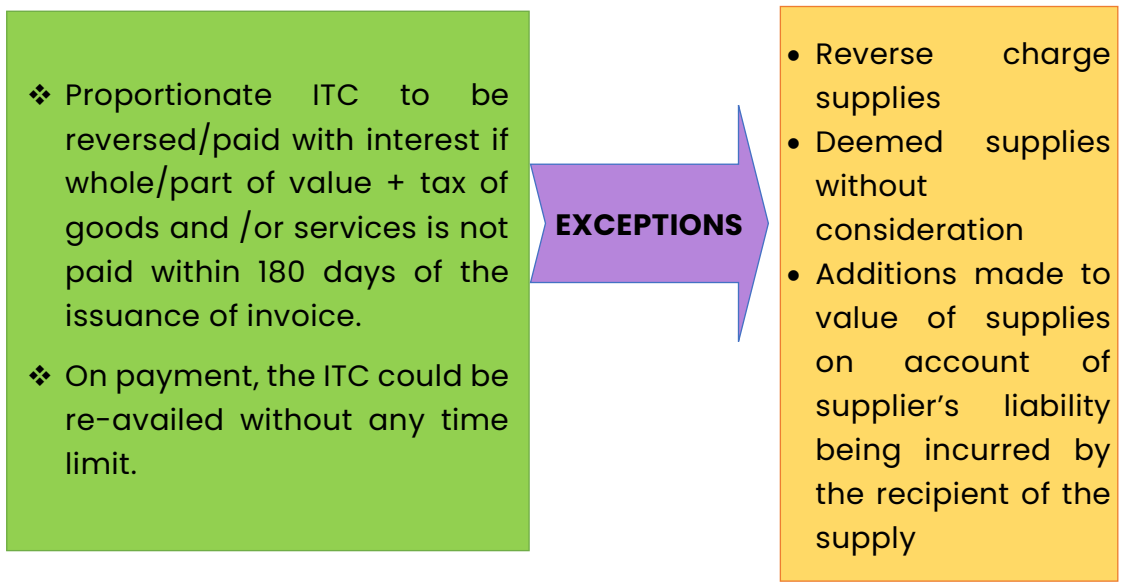 ❖ Proportionate ITC to be
reversed/paid with interest if
whole/part of value + tax of
goods and /or services is not
paid within 180 days of the
issuance of invoice.
❖ On payment, the ITC could be
re-availed without any time
limit.
EXCEPTIONS
• Reverse charge
supplies
• Deemed supplies
without
consideration
• Additions made to
value of supplies
on account of
supplier’s liability
being incurred by
the recipient of the
supply